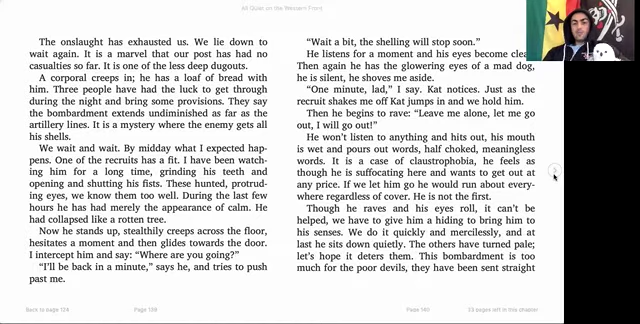 All Quiet on the Western Front
The onslaught has exhausted us. We lie down to
wait again. It is a marvel that our post has had no
casualties so far. It is one of the less deep dugouts.
A corporal creeps in; he has a loaf of bread with
him. Three people have had the luck to get through
during the night and bring some provisions. They say
the bombardment extends undiminished as far as the
artillery lines. It is a mystery where the enemy gets all
his shells.
We wait and wait. By midday what I expected hap-
pens. One of the recruits has a fit. I have been watch-
ing him for a long time, grinding his teeth and
opening and shutting his fists. These hunted, protrud-
ing eyes, we know them too well. During the last few
hours he has had merely the appearance of calm. He
had collapsed like a rotten tree.
Now he stands up, stealthily creeps across the floor,
hesitates a moment and then glides towards the door.
I intercept him and say: “Where are you going?”
“I’ll be back in a minute,” says he, and tries to push
past me.
“Wait a bit, the shelling will stop soon.”
He listens for a moment and his eyes become clear.
Then again he has the glowering eyes of a mad dog,
he is silent, he shoves me aside.
“One minute, lad,” I say. Kat notices. Just as the
recruit shakes me off Kat jumps in and we hold him.
Then he begins to rave: “Leave me alone, let me go
out, I will go out!”
He won’t listen to anything and hits out, his mouth
is wet and pours out words, half choked, meaningless
words. It is a case of claustrophobia, he feels as
though he is suffocating here and wants to get out at
any price. If we let him go he would run about every-
where regardless of cover. He is not the first.
Though he raves and his eyes roll, it can’t be
helped, we have to give him a hiding to bring him to
his senses. We do it quickly and mercilessly, and at
last he sits down quietly. The others have turned pale;
let’s hope it deters them. This bombardment is too
much for the poor devils, they have been sent straight
Back to page 124
Page 139
Page 140
53 pages left in this chapter